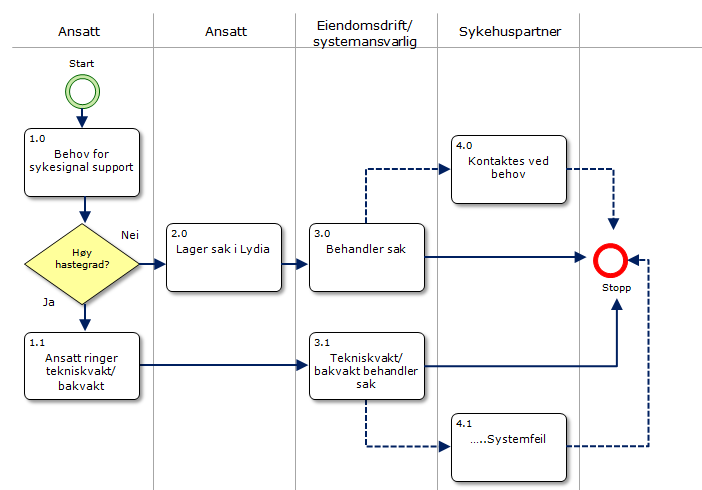 Ansatt
Ansatt
Eiendomsdrift/
systemansvarlig
Sykehuspartner
Start
1.0
Behov for
sykesignal support
4.0
Kontaktes ved
behov
Nei
Høy
hastegrad?
2.0
Lager sak i Lydia
3.0
Behandler sak
Stopp
Ja
1.1
Ansatt ringer
tekniskvakt/
bakvakt
3.1
Tekniskvakt/
bakvakt behandler
sak
4.1
.....Systemfeil